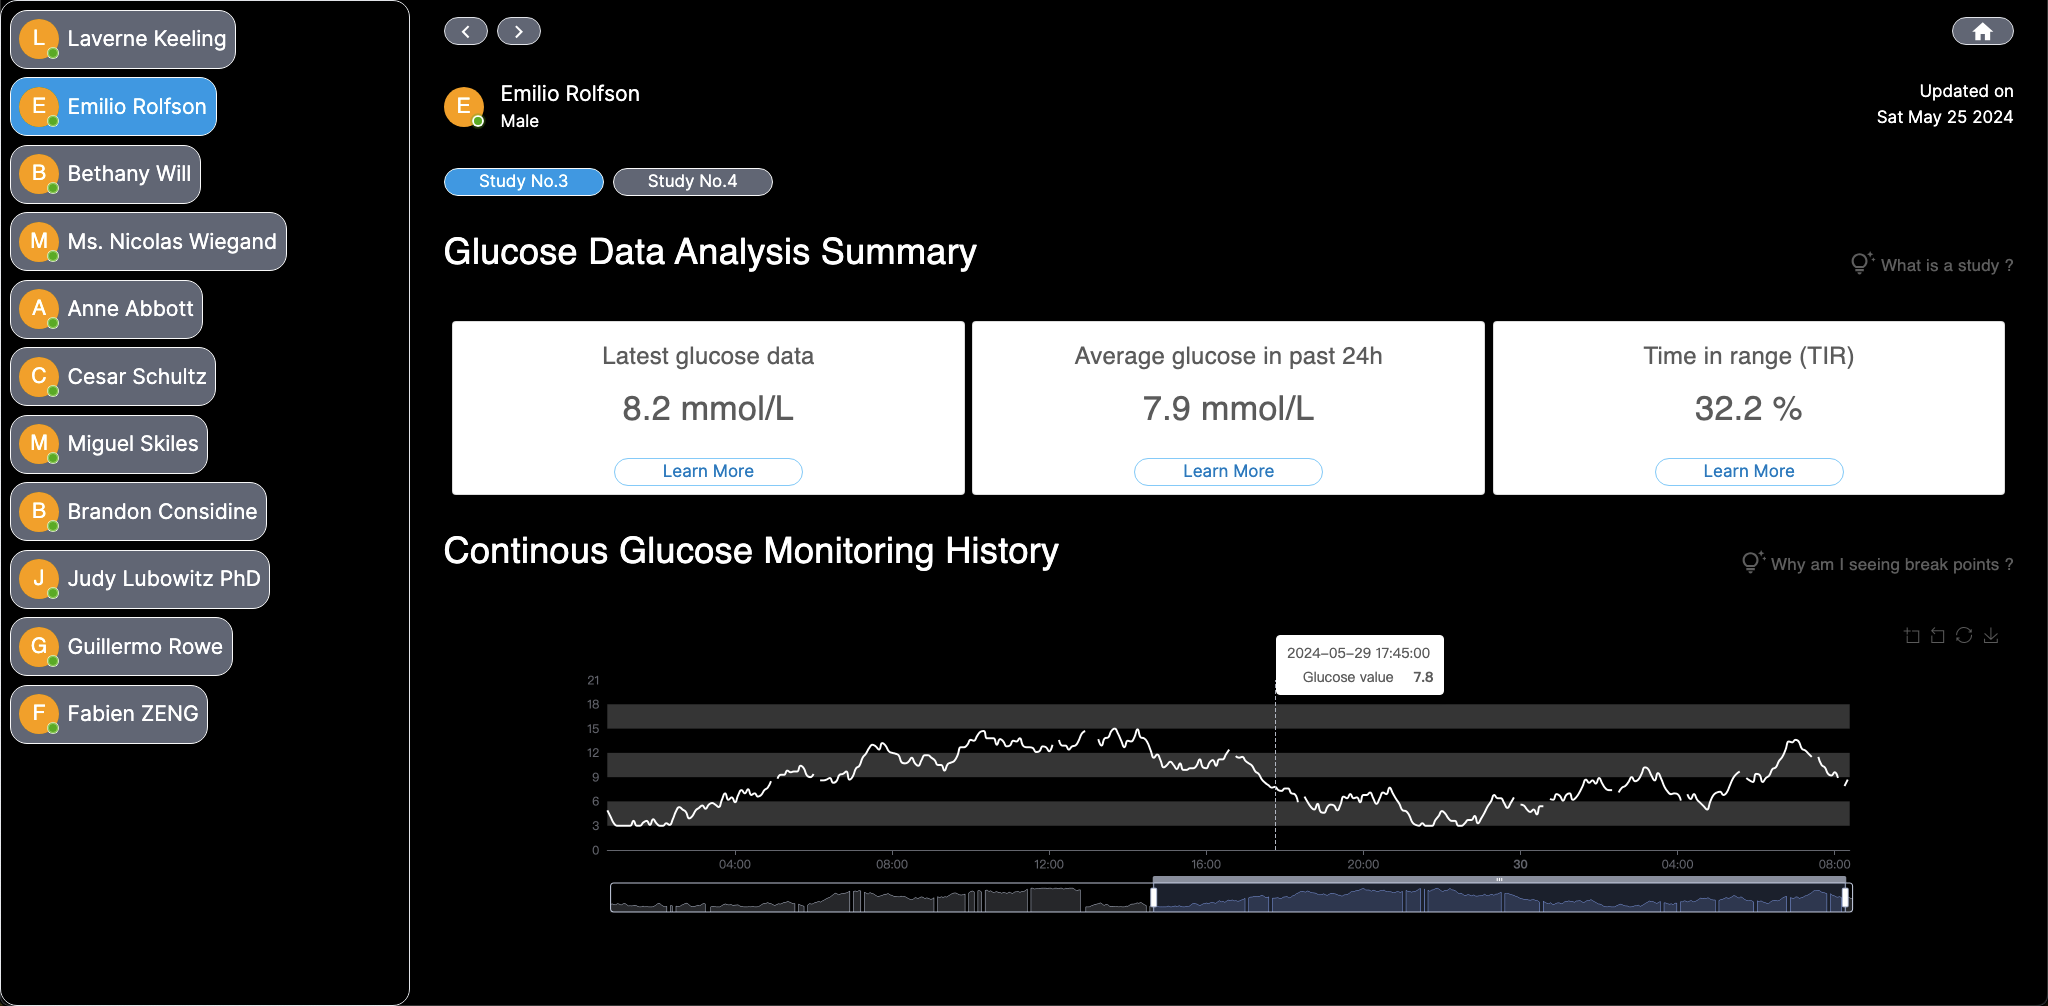 L Laverne Keeling
E Emilio Rolfson
B Bethany Will
M Ms. Nicolas Wiegand
A Anne Abbott
C Cesar Schultz
M Miguel Skiles
B Brandon Considine
J Judy Lubowitz PhD
G Guillermo Rowe
F Fabien ZENG
E Emilio Rolfson
Male
Updated on
Sat May 25 2024
Study No.3
Study No.4
Glucose Data Analysis Summary
What is a study ?
Latest glucose data
8.2 mmol/L
Learn More
Average glucose in past 24h
7.9 mmol/L
Learn More
Time in range (TIR)
32.2 %
Learn More
Continous Glucose Monitoring History
Why am I seeing break points ?
2024-05-29 17:45:00
Glucose value 7.8
21
18
15
12
9
6
3
0
04:00 08:00 12:00 16:00 20:00 30 04:00 08:00